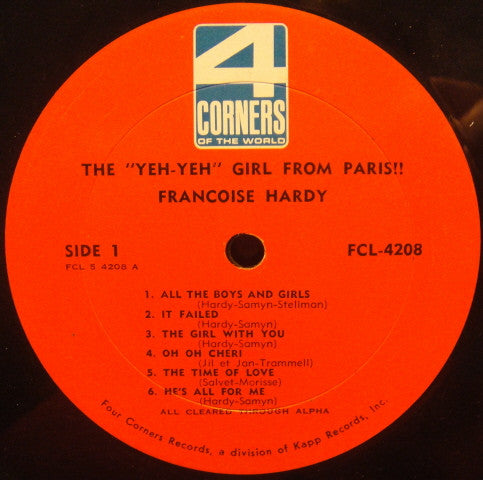 4
CORNERS
OF THE WORLD
THE "YEH-YEH" GIRL FROM PARIS!!
FRANCOISE HARDY
SIDE 1
FCL-4208
FCL 5 4208 A
1. ALL THE BOYS AND GIRLS
(Hardy-Samyn-Stellman)
2. IT FAILED
(Hardy-Samyn)
3. THE GIRL WITH YOU
(Hardy-Samyn)
4. OH OH CHERI
(Jil et Jan-Trammell)
5. THE TIME OF LOVE
(Salvet-Morisse)
6. HE'S ALL FOR ME
(Hardy-Samyn)
ALL CLEARED THROUGH ALPHA
Four Corners Records, a division of Kapp Records, Inc.